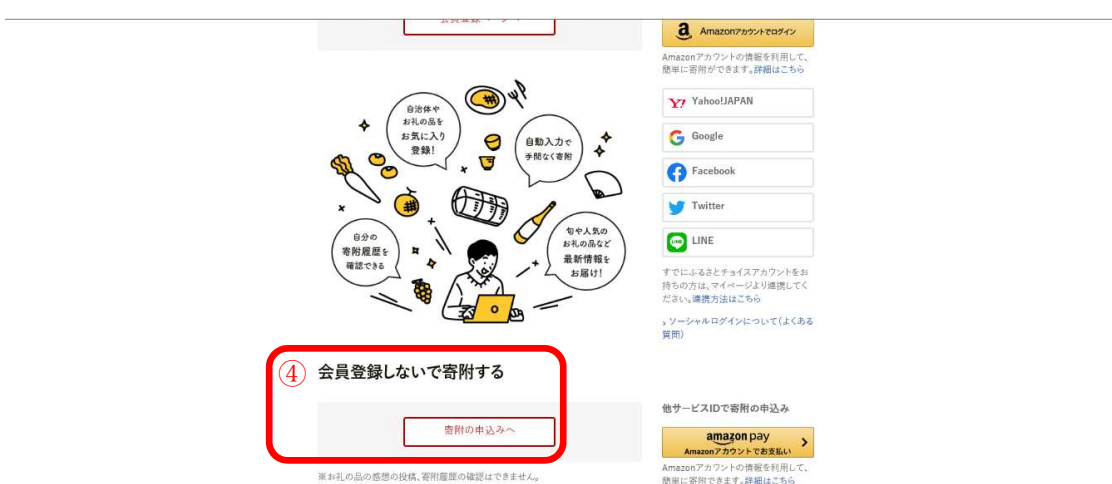 自治体や
お礼の品を
お気に入り
登録!
自動入力で
手間なく寄附
自分の
寄附履歴を
確認できる
旬や人気の
お礼の品など
最新情報を
お届け!
④ 会員登録しないで寄附する
寄附の申込みへ
※お礼の品の感想の投稿、寄附履歴の確認はできません。
a Amazonアカウントでログイン
Amazonアカウントの情報を利用して、
簡単に寄附ができます。詳細はこちら
Y! Yahoo!JAPAN
G Google
f Facebook
Twitter
LINE LINE
すでにふるさとチョイスアカウントをお
持ちの方は、マイページより連携してく
ださい。連携方法はこちら
› ソーシャルログインについて(よくある
質問)
他サービスIDで寄附の申込み
amazon pay
Amazonアカウントでお支払い
Amazonアカウントの情報を利用して、
簡単に寄附できます。詳細はこちら